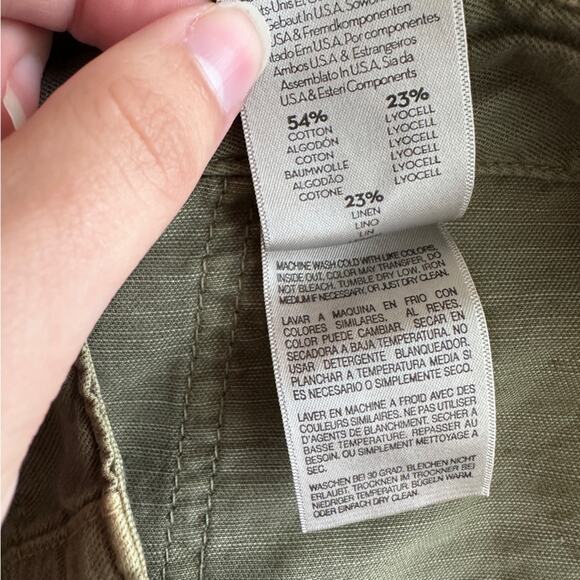 Gebaut In U.S.A. Sow
SA & Fremdkomponenten
tado Em U.S.A. Por componentes
Ambos U.S.A & Estrangeiros
Assemblato In U.S.A. Sia da
U.S.A & Esteri Components
54% 23%
COTTON LYOCELL
ALGODÓN LYOCELL
COTON LYOCELL
BAUMWOLLE LYOCELL
ALGODÃO LYOCELL
COTONE LYOCELL
23%
LINEN
LINO
LIN
MACHINE WASH COLD WITH LIKE COLORS,
INSIDE OUT, COLOR MAY TRANSFER, DO
NOT BLEACH, TUMBLE DRY LOW, IRON
MEDIUM IF NECESSARY, OR JUST DRY CLEAN.
LAVAR A MAQUINA EN FRIO CON
COLORES SIMILARES. AL REVES.
COLOR PUEDE CAMBIAR. SECAR EN
SECADORA A BAJA TEMPERATURA. NO
USAR DETERGENTE BLANQUEADOR.
PLANCHAR A TEMPERATURA MEDIA SI
ES NECESARIO O SIMPLEMENTE SECO.
LAVER EN MACHINE A FROID AVEC DES
COULEURS SIMILAIRES. NE PAS UTILISER
D'AGENTS DE BLANCHIMENT. SECHER A
BASSE TEMPERATURE. REPASSER AU
BESOIN. OU SIMPLEMENT METTOYAGE A
SEC.
WASCHEN BEI 30 GRAD. BLEICHEN NICHT
ERLAUBT. TROCKNEN IM TROCKNER BEI
NIEDRIGER TEMPERATUR. BÜGELN WARM.
ODER EINFACH DRY CLEAN.